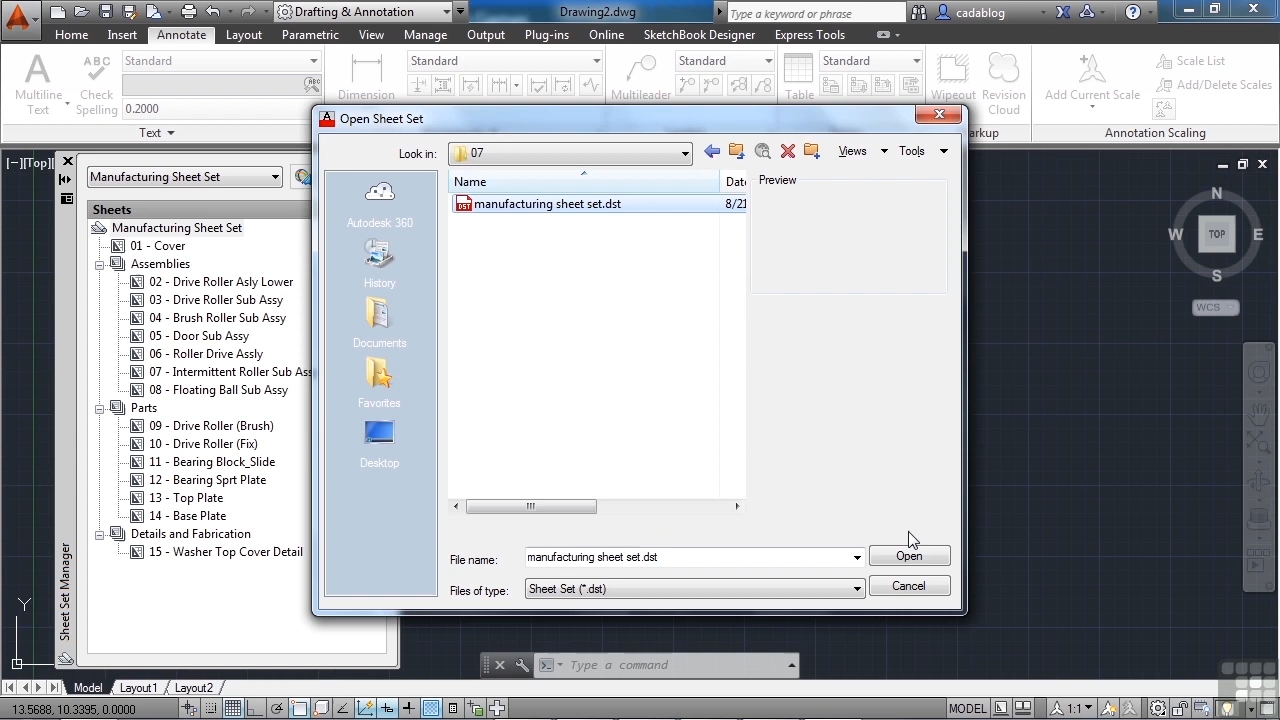 Drafting & Annotation
Drawing2.dwg
Type a keyword or phrase
cadablog
Home Insert Annotate Layout Parametric View Manage Output Plug-ins Online SketchBook Designer Express Tools
Standard
Standard
Standard
Multiline Text
ABC
Check Spelling
0.2000
Dimension
Multileader
Table
Wipeout
Revision Cloud
Add Current Scale
Scale List
Add/Delete Scales
Text
arkup
Annotation Scaling
[−][Top][
Manufacturing Sheet Set
Sheets
Manufacturing Sheet Set
01 - Cover
Assemblies
02 - Drive Roller Asly Lower
03 - Drive Roller Sub Assy
04 - Brush Roller Sub Assy
05 - Door Sub Assy
06 - Roller Drive Assly
07 - Intermittent Roller Sub Ass
08 - Floating Ball Sub Assy
Parts
09 - Drive Roller (Brush)
10 - Drive Roller (Fix)
11 - Bearing Block_Slide
12 - Bearing Sprt Plate
13 - Top Plate
14 - Base Plate
Details and Fabrication
15 - Washer Top Cover Detail
Sheet Set Manager
Open Sheet Set
Look in: 07
Views Tools
Autodesk 360
History
Documents
Favorites
Desktop
Name Date
manufacturing sheet set.dst 8/21
Preview
File name: manufacturing sheet set.dst
Open
Files of type: Sheet Set (*.dst)
Cancel
N
W TOP E
S
WCS
Y
X
Type a command
Model Layout1 Layout2
13.5688, 10.3395, 0.0000
MODEL
1:1